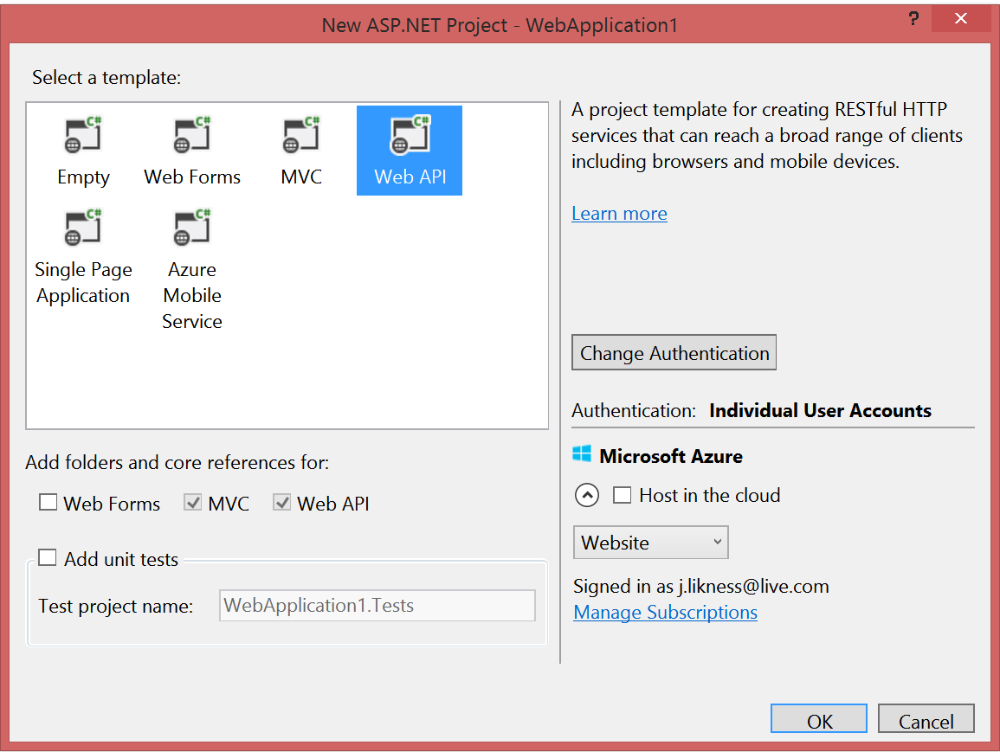 New ASP.NET Project - WebApplication1
?
Select a template:
C# C# C# C#
Empty Web Forms MVC Web API
C# C#
Single Page
Application
Azure
Mobile
Service
A project template for creating RESTful HTTP
services that can reach a broad range of clients
including browsers and mobile devices.
Learn more
Change Authentication
Authentication: Individual User Accounts
Add folders and core references for:
Web Forms MVC Web API
Add unit tests
Test project name: WebApplication1.Tests
Microsoft Azure
Host in the cloud
Website
Signed in as j.likness@live.com
Manage Subscriptions
OK Cancel